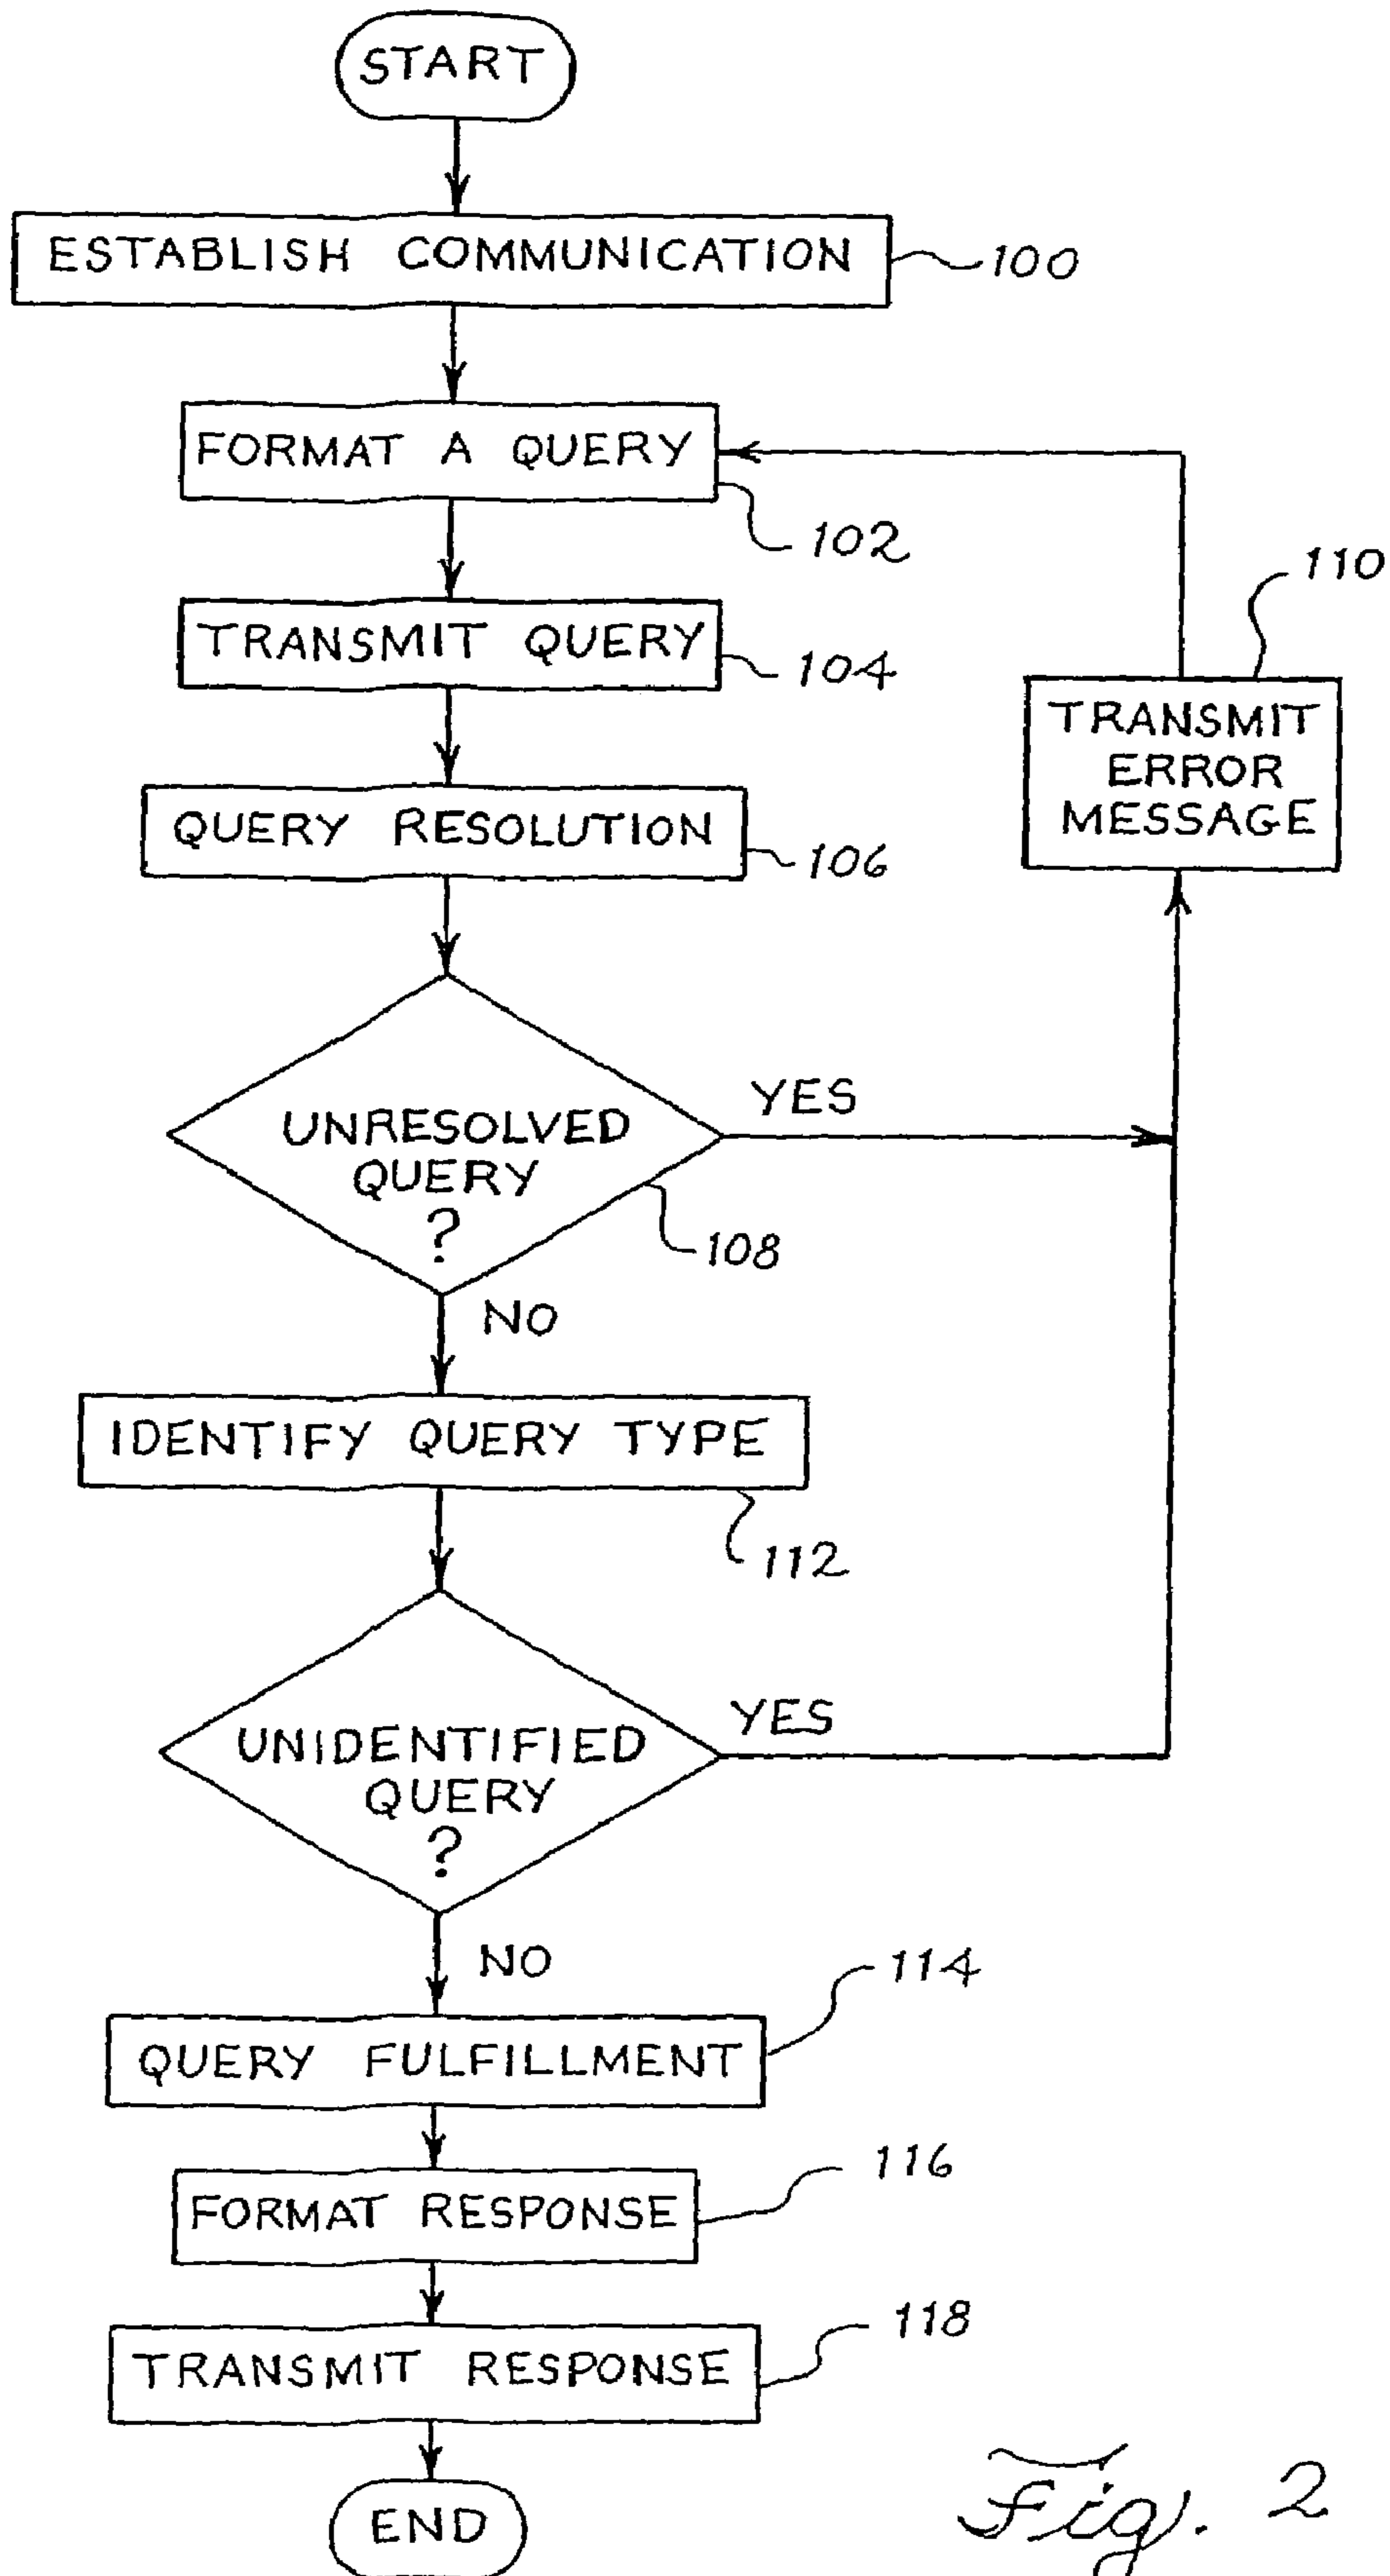 START
ESTABLISH COMMUNICATION
100
FORMAT A QUERY
102
TRANSMIT QUERY
104
110
TRANSMIT
ERROR
MESSAGE
QUERY RESOLUTION
106
UNRESOLVED
QUERY
?
YES
108
NO
IDENTIFY QUERY TYPE
112
UNIDENTIFIED
QUERY
?
YES
NO
114
QUERY FULFILLMENT
116
FORMAT RESPONSE
118
TRANSMIT RESPONSE
END
Fig. 2